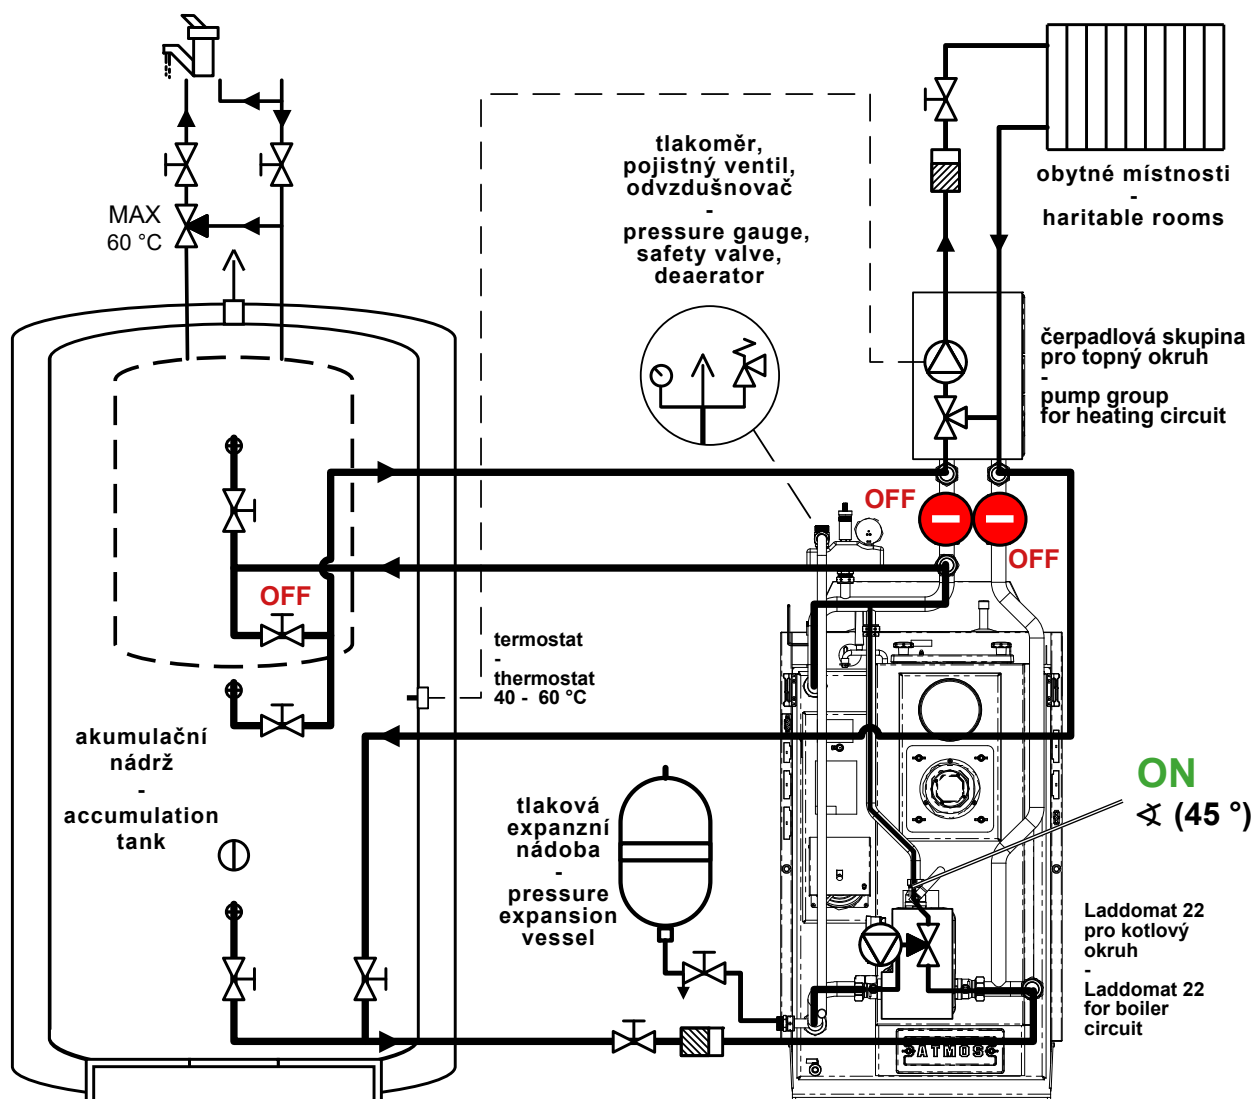 MAX
60 °C
tlakoměr,
pojistný ventil,
odvzdušnovač
-
pressure gauge,
safety valve,
deaerator
obytné místnosti
-
haritable rooms
čerpadlová skupina
pro topný okruh
-
pump group
for heating circuit
OFF
OFF
OFF
termostat
-
thermostat
40 - 60 °C
akumulační
nádrž
-
accumulation
tank
tlaková
expanzní
nádoba
-
pressure
expansion
vessel
ON
∢ (45 °)
Laddomat 22
pro kotlový
okruh
-
Laddomat 22
for boiler
circuit
ATMOS